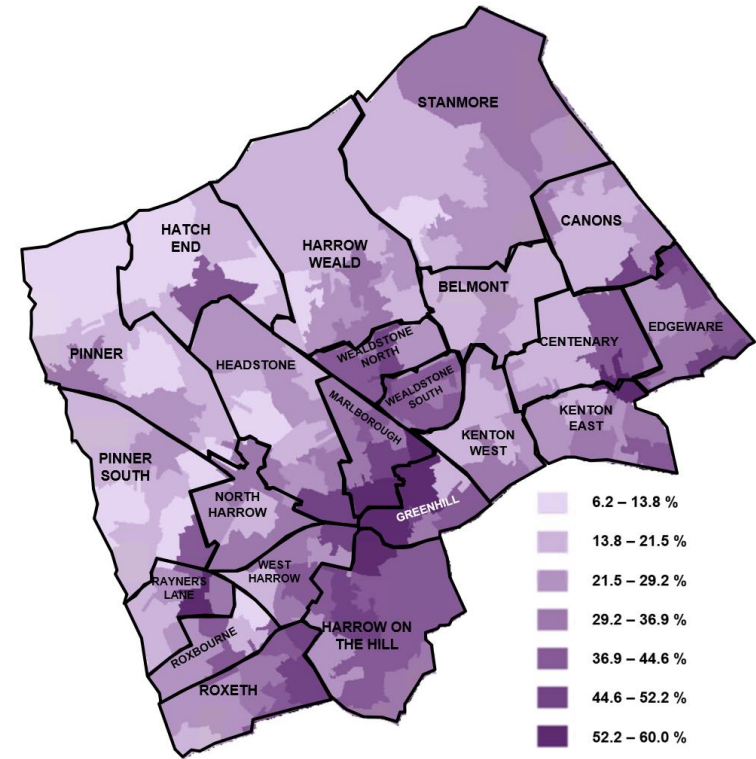 STANMORE
CANONS
HATCH
END
HARROW
WEALD
BELMONT
EDGEWARE
CENTENARY
PINNER
HEADSTONE
WEALDSTONE
NORTH
WEALDSTONE
SOUTH
MARLBOROUGH
KENTON
EAST
KENTON
WEST
PINNER
SOUTH
NORTH
HARROW
GREENHILL
WEST
HARROW
RAYNERS
LANE
HARROW ON
THE HILL
ROXBOURNE
ROXETH
6.2 – 13.8 %
13.8 – 21.5 %
21.5 – 29.2 %
29.2 – 36.9 %
36.9 – 44.6 %
44.6 – 52.2 %
52.2 – 60.0 %